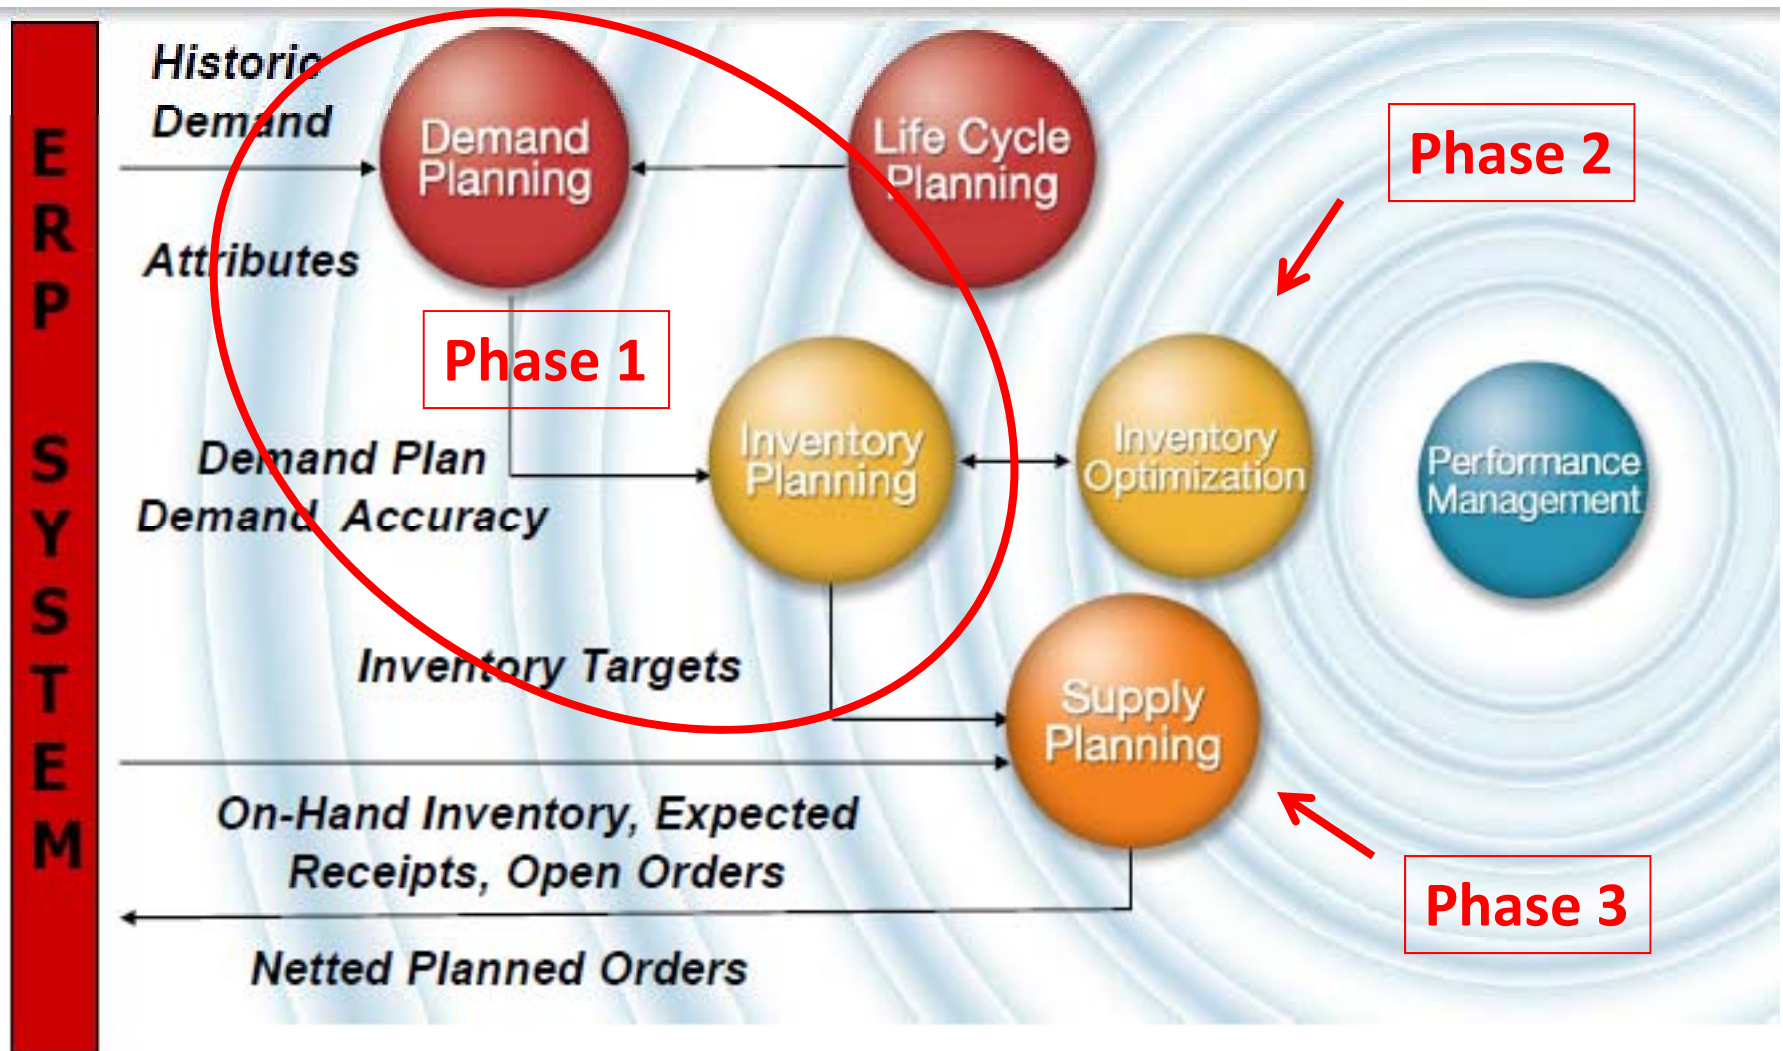 ERP SYSTEM
Historic
Demand
Attributes
Demand
Planning
Life Cycle
Planning
Phase 2
Phase 1
Demand Plan
Demand Accuracy
Inventory
Planning
Inventory
Optimization
Performance
Management
Inventory Targets
Supply
Planning
On-Hand Inventory, Expected
Receipts, Open Orders
Phase 3
Netted Planned Orders